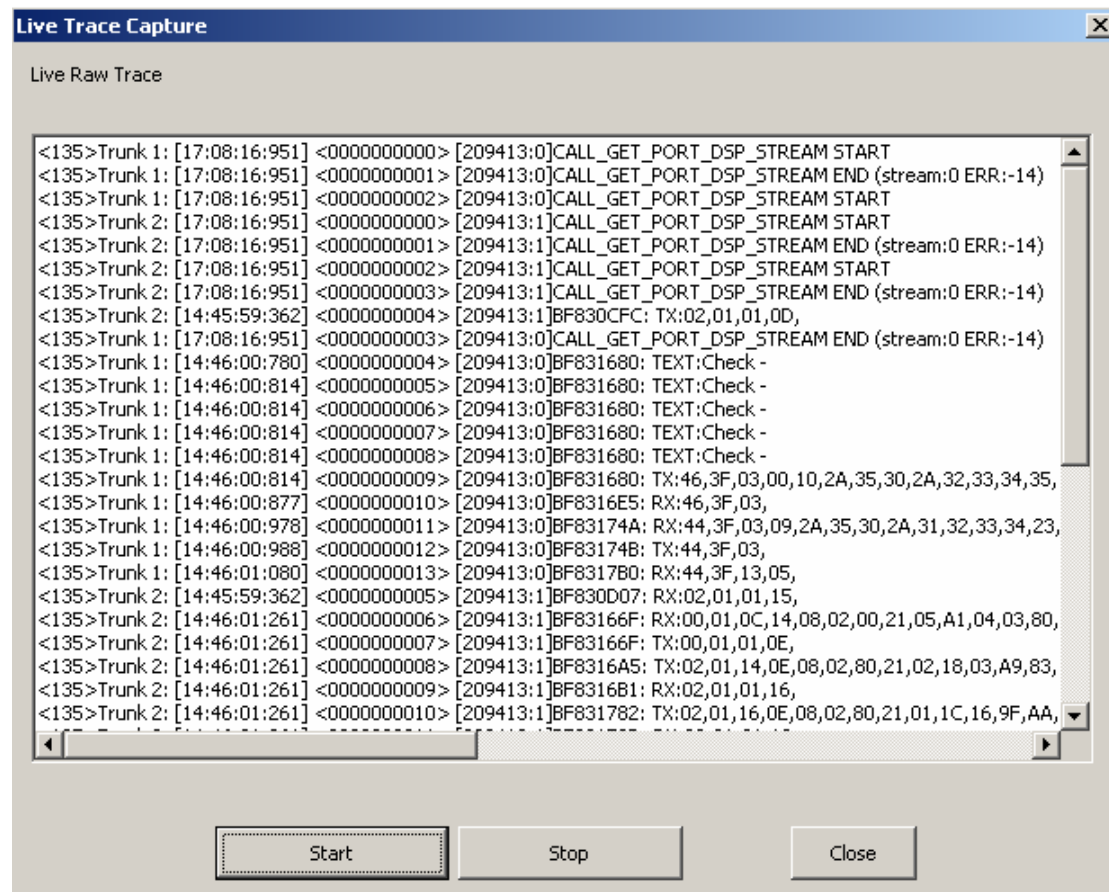 Live Trace Capture
Live Raw Trace
<135>Trunk 1: [17:08:16:951] <0000000000> [209413:0]CALL_GET_PORT_DSP_STREAM START
<135>Trunk 1: [17:08:16:951] <0000000001> [209413:0]CALL_GET_PORT_DSP_STREAM END (stream:0 ERR:-14)
<135>Trunk 1: [17:08:16:951] <0000000002> [209413:0]CALL_GET_PORT_DSP_STREAM START
<135>Trunk 2: [17:08:16:951] <0000000000> [209413:1]CALL_GET_PORT_DSP_STREAM START
<135>Trunk 2: [17:08:16:951] <0000000001> [209413:1]CALL_GET_PORT_DSP_STREAM END (stream:0 ERR:-14)
<135>Trunk 2: [17:08:16:951] <0000000002> [209413:1]CALL_GET_PORT_DSP_STREAM START
<135>Trunk 2: [17:08:16:951] <0000000003> [209413:1]CALL_GET_PORT_DSP_STREAM END (stream:0 ERR:-14)
<135>Trunk 2: [14:45:59:362] <0000000004> [209413:1]BF830CFC: TX:02,01,01,0D,
<135>Trunk 1: [17:08:16:951] <0000000003> [209413:0]CALL_GET_PORT_DSP_STREAM END (stream:0 ERR:-14)
<135>Trunk 1: [14:46:00:780] <0000000004> [209413:0]BF831680: TEXT:Check -
<135>Trunk 1: [14:46:00:814] <0000000005> [209413:0]BF831680: TEXT:Check -
<135>Trunk 1: [14:46:00:814] <0000000006> [209413:0]BF831680: TEXT:Check -
<135>Trunk 1: [14:46:00:814] <0000000007> [209413:0]BF831680: TEXT:Check -
<135>Trunk 1: [14:46:00:814] <0000000008> [209413:0]BF831680: TEXT:Check -
<135>Trunk 1: [14:46:00:814] <0000000009> [209413:0]BF831680: TX:46,3F,03,00,10,2A,35,30,2A,32,33,34,35,
<135>Trunk 1: [14:46:00:877] <0000000010> [209413:0]BF8316E5: RX:46,3F,03,
<135>Trunk 1: [14:46:00:978] <0000000011> [209413:0]BF83174A: RX:44,3F,03,09,2A,35,30,2A,31,32,33,34,23,
<135>Trunk 1: [14:46:00:988] <0000000012> [209413:0]BF83174B: TX:44,3F,03,
<135>Trunk 1: [14:46:01:080] <0000000013> [209413:0]BF8317B0: RX:44,3F,13,05,
<135>Trunk 2: [14:45:59:362] <0000000005> [209413:1]BF830D07: RX:02,01,01,15,
<135>Trunk 2: [14:46:01:261] <0000000006> [209413:1]BF83166F: RX:00,01,0C,14,08,02,00,21,05,A1,04,03,80,
<135>Trunk 2: [14:46:01:261] <0000000007> [209413:1]BF83166F: TX:00,01,01,0E,
<135>Trunk 2: [14:46:01:261] <0000000008> [209413:1]BF8316A5: TX:02,01,14,0E,08,02,80,21,02,18,03,A9,83,
<135>Trunk 2: [14:46:01:261] <0000000009> [209413:1]BF8316B1: RX:02,01,01,16,
<135>Trunk 2: [14:46:01:261] <0000000010> [209413:1]BF831782: TX:02,01,16,0E,08,02,80,21,01,1C,16,9F,AA,
Start Stop Close